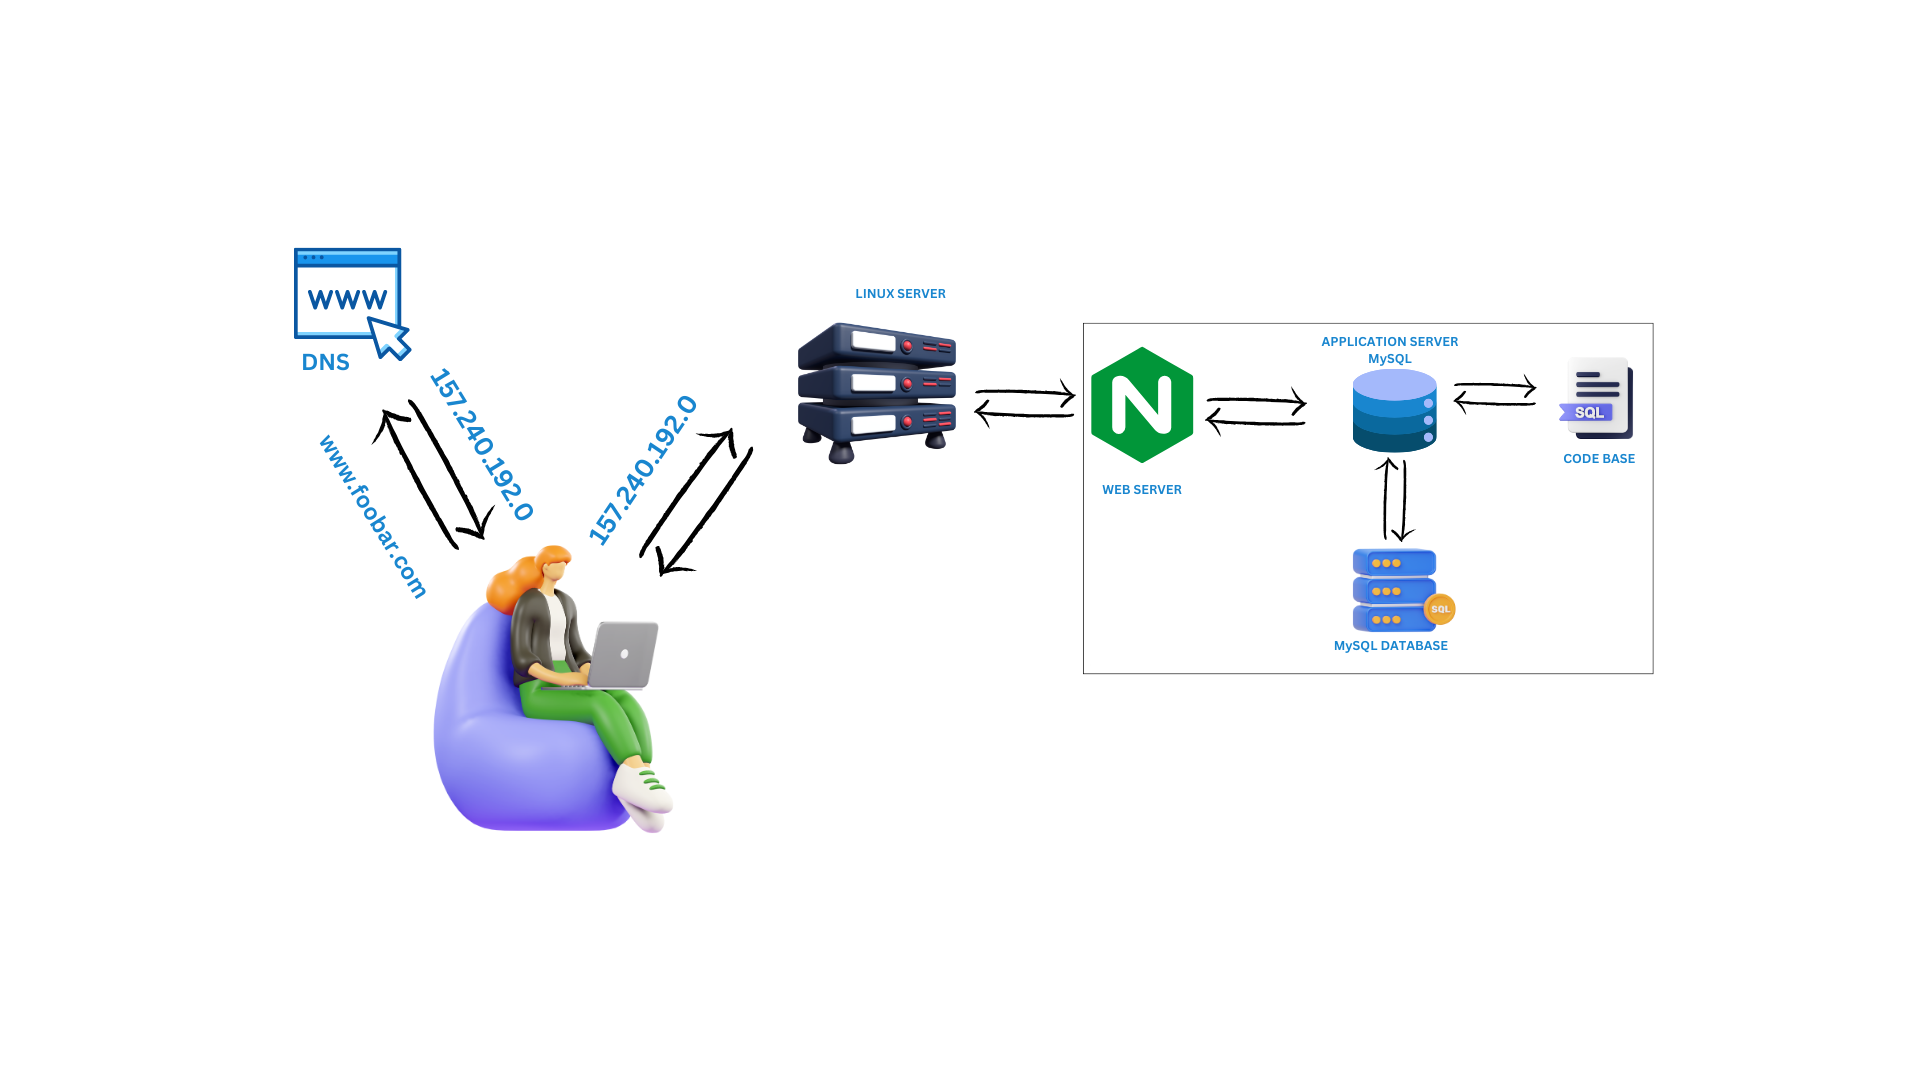 www
DNS
157.240.192.0
www.foobar.com
157.240.192.0
LINUX SERVER
N
WEB SERVER
APPLICATION SERVER
MySQL
SQL
CODE BASE
SQL
MySQL DATABASE